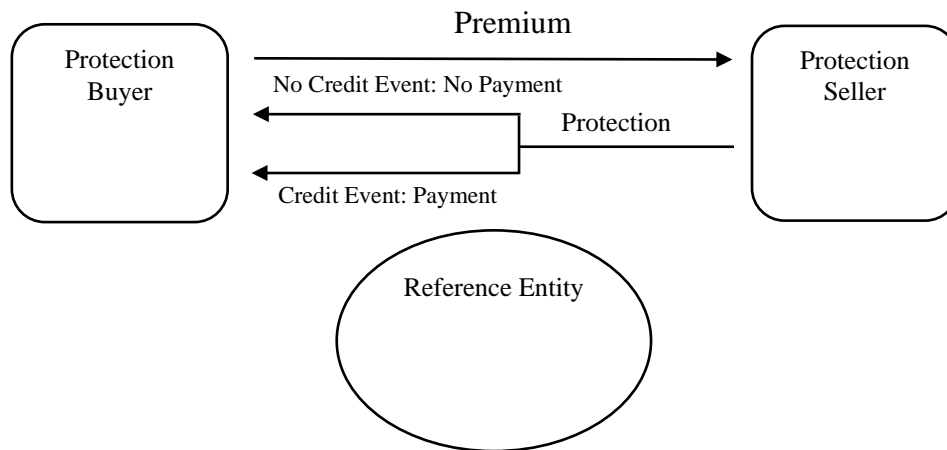 Premium
Protection
Buyer
Protection
Seller
No Credit Event: No Payment
Protection
Credit Event: Payment
Reference Entity